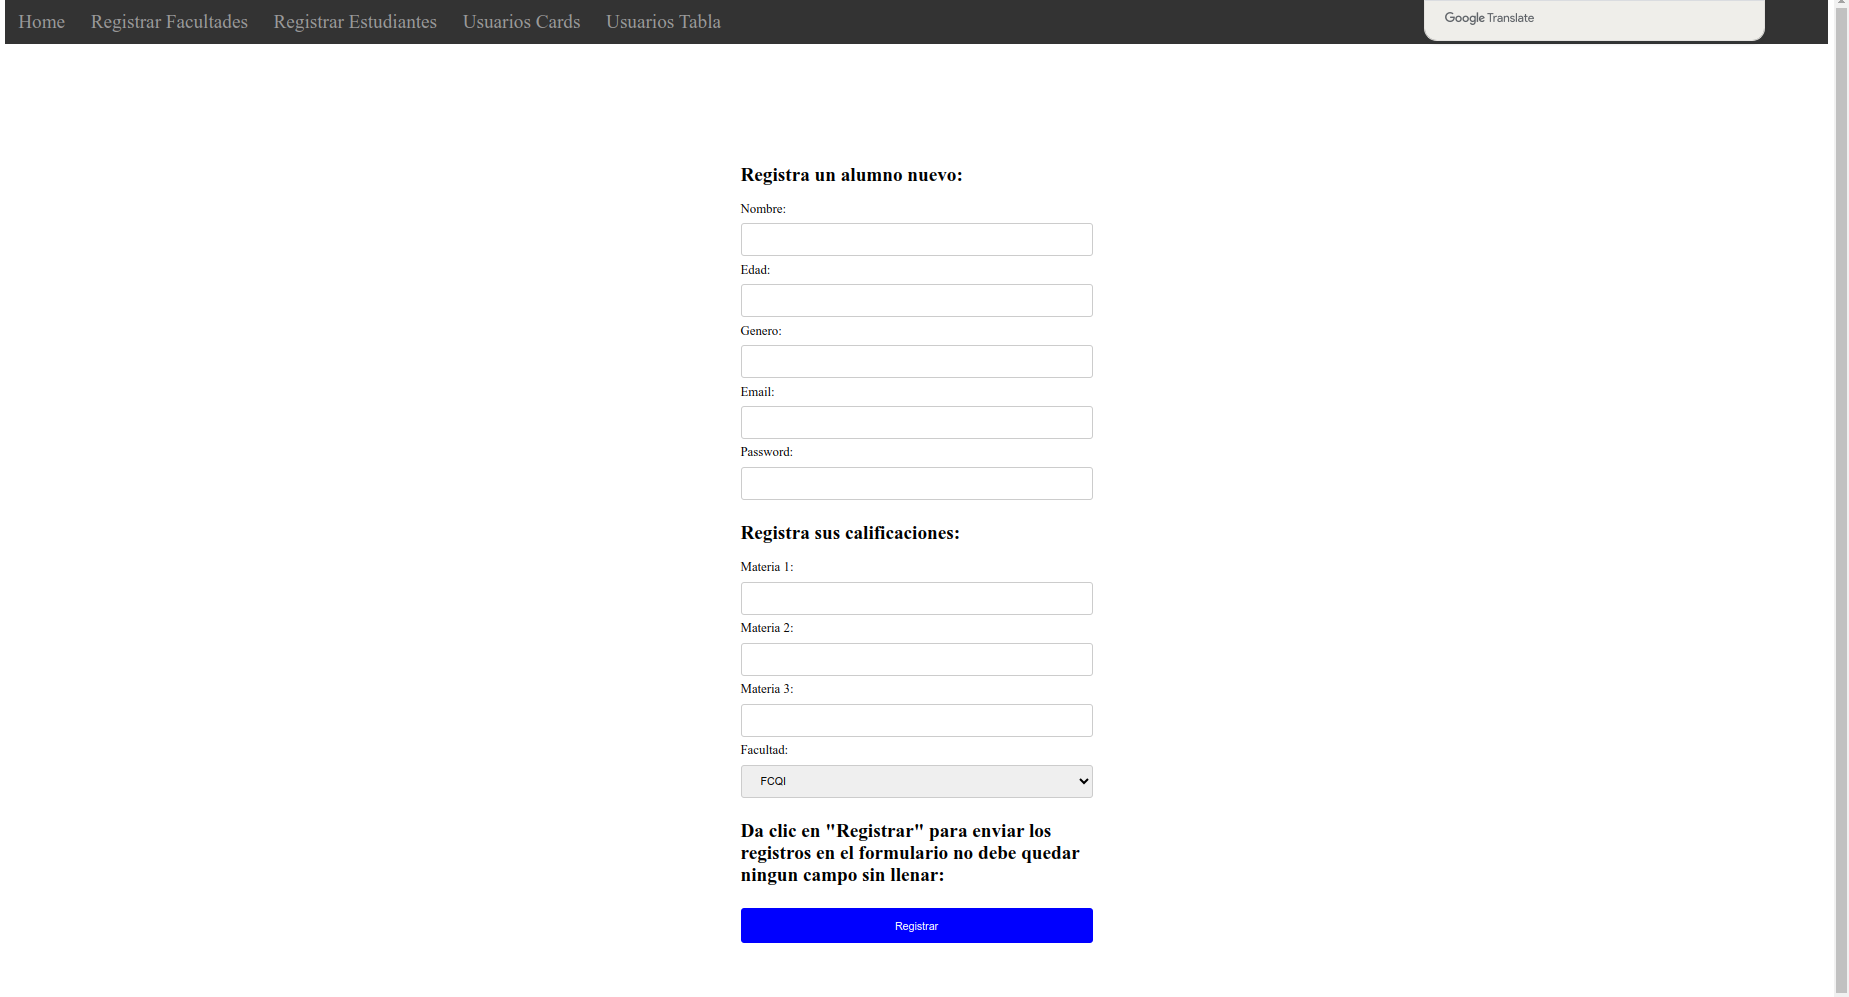 Home Registrar Facultades Registrar Estudiantes Usuarios Cards Usuarios Tabla
Google Translate
Registra un alumno nuevo:
Nombre:
Edad:
Genero:
Email:
Password:
Registra sus calificaciones:
Materia 1:
Materia 2:
Materia 3:
Facultad:
FCQI
Da clic en "Registrar" para enviar los
registros en el formulario no debe quedar
ningun campo sin llenar:
Registrar